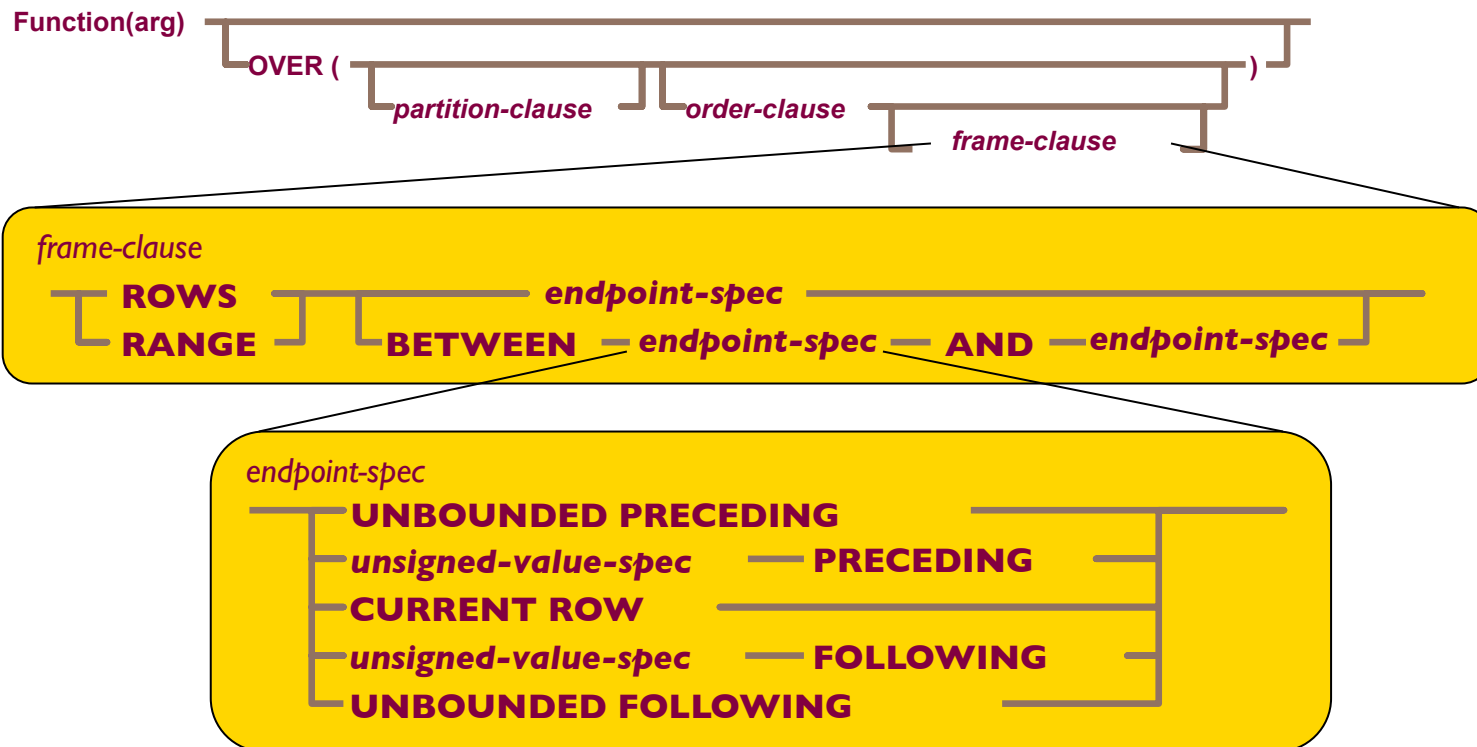 Function(arg)
OVER ( )
partition-clause order-clause
frame-clause
frame-clause
ROWS endpoint-spec
RANGE BETWEEN endpoint-spec AND endpoint-spec
endpoint-spec
UNBOUNDED PRECEDING
unsigned-value-spec PRECEDING
CURRENT ROW
unsigned-value-spec FOLLOWING
UNBOUNDED FOLLOWING